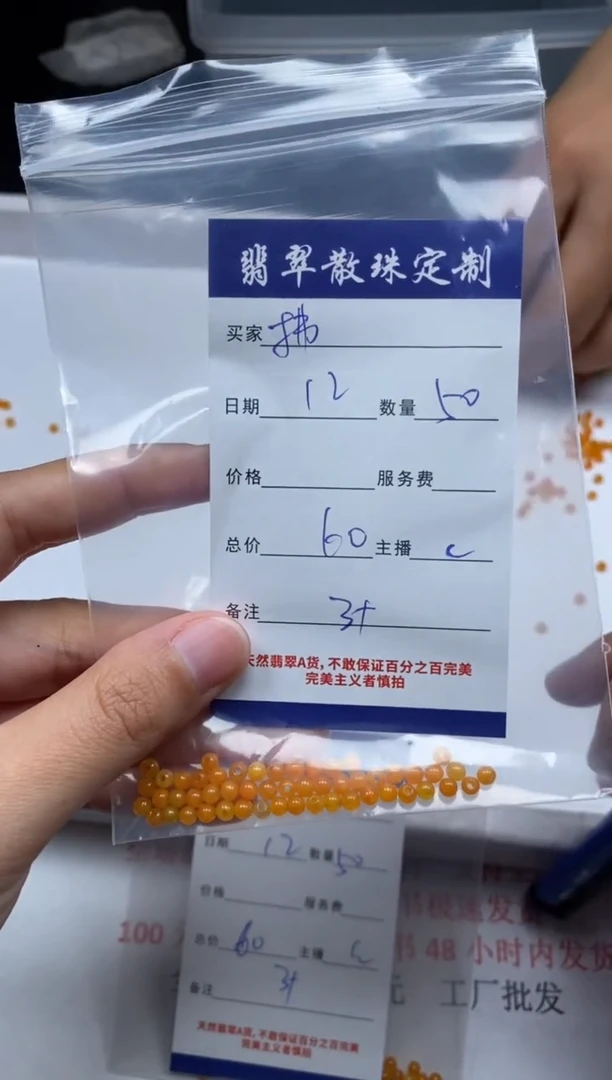 翡翠散珠定制
买家 拂
日期 12 数量 50
价格 服务费
总价 60 主播 C
备注 3+
天然翡翠A货，不敢保证百分之百完美
完美主义者慎拍
日期 12 数量 50
价格 服务费
总价 60 主播 C
备注 3+
天然翡翠A货，不敢保证百分之百完美
完美主义者慎拍
100
48 小时内发货
元 工厂批发